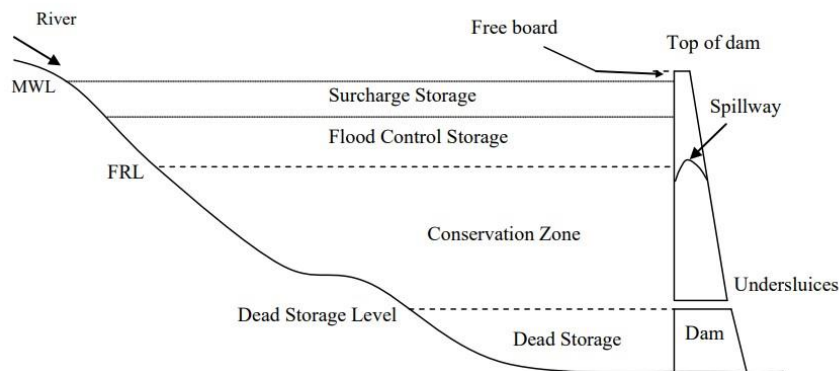 River
Free board
Top of dam
MWL
Surcharge Storage
Spillway
Flood Control Storage
FRL
Conservation Zone
Undersluices
Dead Storage Level
Dead Storage
Dam